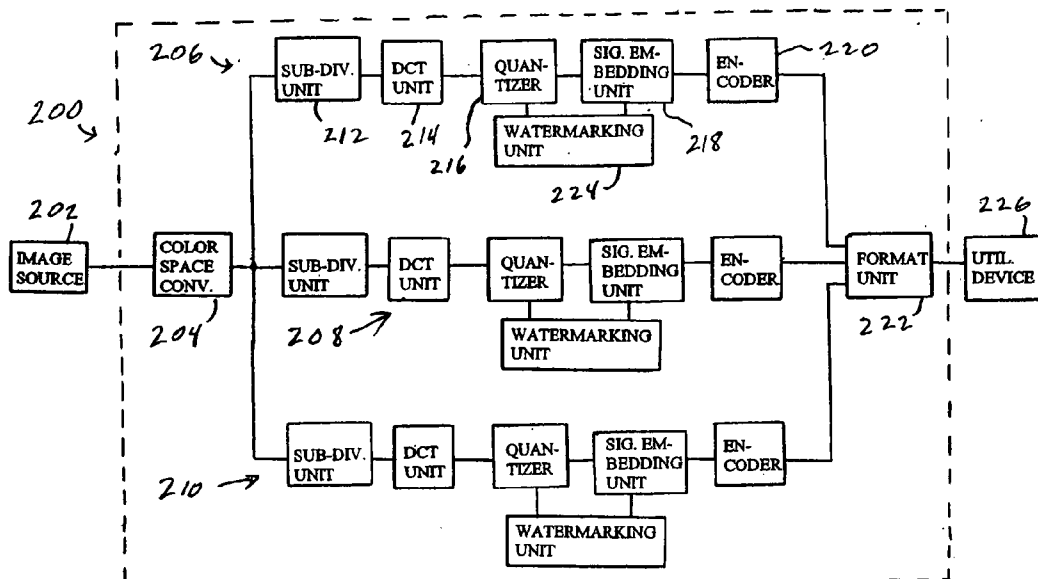 206
SUB-DIV.
UNIT
212
DCT
UNIT
214
QUAN-
TIZER
216
SIG. EM-
BEDDING
UNIT
218
EN-
CODER
220
WATERMARKING
UNIT
224
200
202
IMAGE
SOURCE
COLOR
SPACE
CONV.
204
SUB-DIV.
UNIT
208
DCT
UNIT
QUAN-
TIZER
SIG. EM-
BEDDING
UNIT
EN-
CODER
WATERMARKING
UNIT
FORMAT
UNIT
222
226
UTIL.
DEVICE
210
SUB-DIV.
UNIT
DCT
UNIT
QUAN-
TIZER
SIG. EM-
BEDDING
UNIT
EN-
CODER
WATERMARKING
UNIT